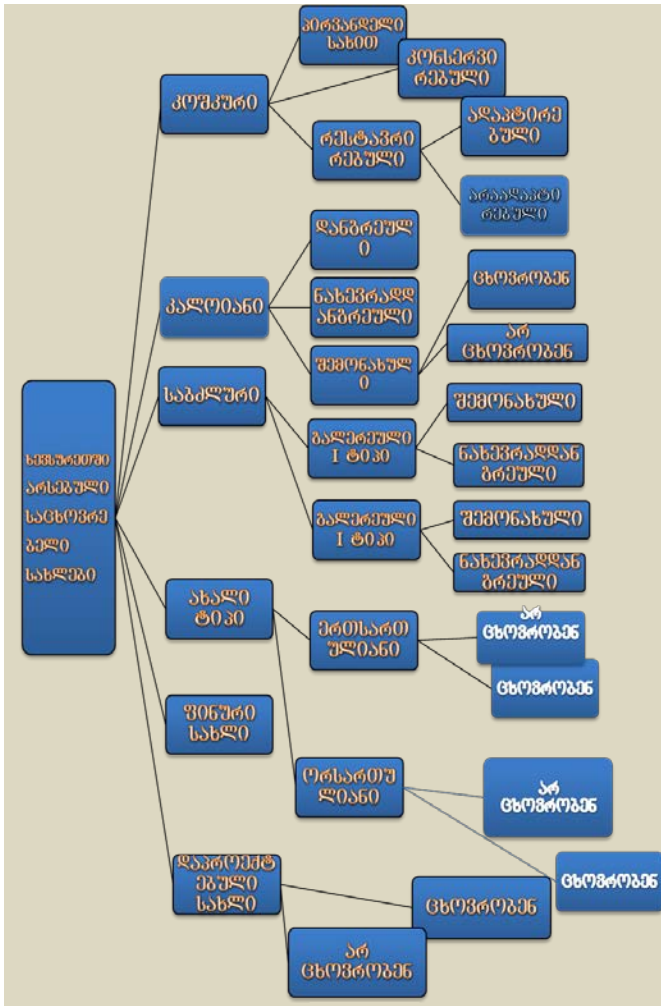 პირვანდელი
სახით
კონსერვი
რებული
კოშკური
რესტავრი
რებული
ადაპტირე
ბული
არაადაპტი
რებული
დანგრეულ
ი
ნახევრადდ
ანგრეული
კალოიანი
შემონახულ
ი
ცხოვრობენ
არ
ცხოვრობენ
საბძლური
გალერეული
I ტიპი
შემონახული
ნახევრადდან
გრეული
გალერეული
I ტიპი
შემონახული
ნახევრადდან
გრეული
ხევსურეთში
არსებული
საცხოვრე
ბელი
სახლები
ახალი
ტიპი
ერთსართ
ულიანი
არ
ცხოვრობენ
ცხოვრობენ
ფინური
სახლი
ორსართუ
ლიანი
არ
ცხოვრობენ
ცხოვრობენ
დაპროექტ
ებული
სახლი
ცხოვრობენ
არ
ცხოვრობენ